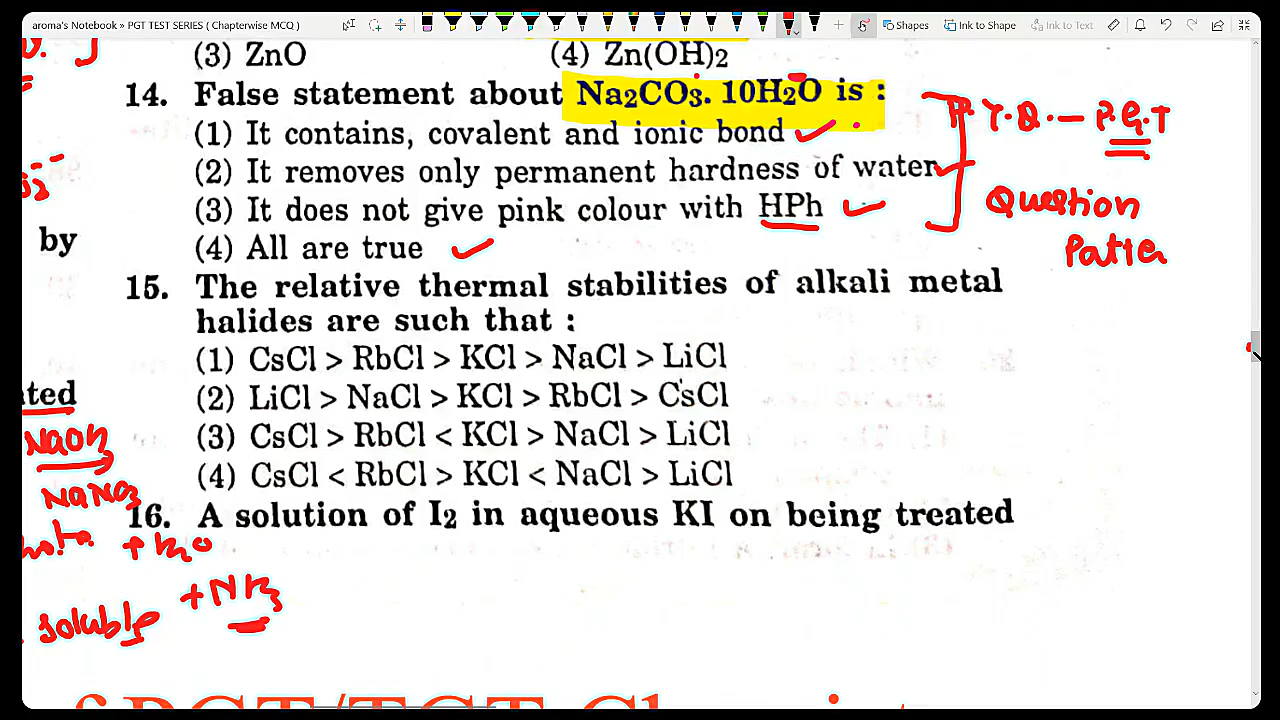 aroma's Notebook » PGT TEST SERIES ( Chapterwise MCQ )
Shapes Ink to Shape Ink to Text
(3) ZnO (4) Zn(OH)2
14. False statement about Na2CO3. 10H2O is :
(1) It contains, covalent and ionic bond
(2) It removes only permanent hardness of water
(3) It does not give pink colour with HPh
(4) All are true
P.Y.Q. — P.G.T
Question
Patter
by
15. The relative thermal stabilities of alkali metal
halides are such that :
(1) CsCl > RbCl > KCl > NaCl > LiCl
(2) LiCl > NaCl > KCl > RbCl > CsCl
(3) CsCl > RbCl < KCl > NaCl > LiCl
(4) CsCl < RbCl > KCl < NaCl > LiCl
ted
NaOH
NaNO3
16. A solution of I2 in aqueous KI on being treated
+ H2O
+ NH3
soluble